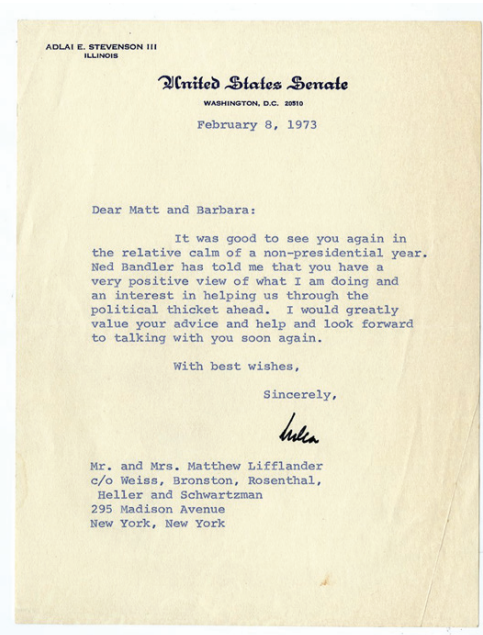 ADLAI E. STEVENSON III
ILLINOIS
United States Senate
WASHINGTON, D.C. 20510
February 8, 1973
Dear Matt and Barbara:
It was good to see you again in
the relative calm of a non-presidential year.
Ned Bandler has told me that you have a
very positive view of what I am doing and
an interest in helping us through the
political thicket ahead. I would greatly
value your advice and help and look forward
to talking with you soon again.
With best wishes,
Sincerely,
Mr. and Mrs. Matthew Lifflander
c/o Weiss, Bronston, Rosenthal,
Heller and Schwartzman
295 Madison Avenue
New York, New York